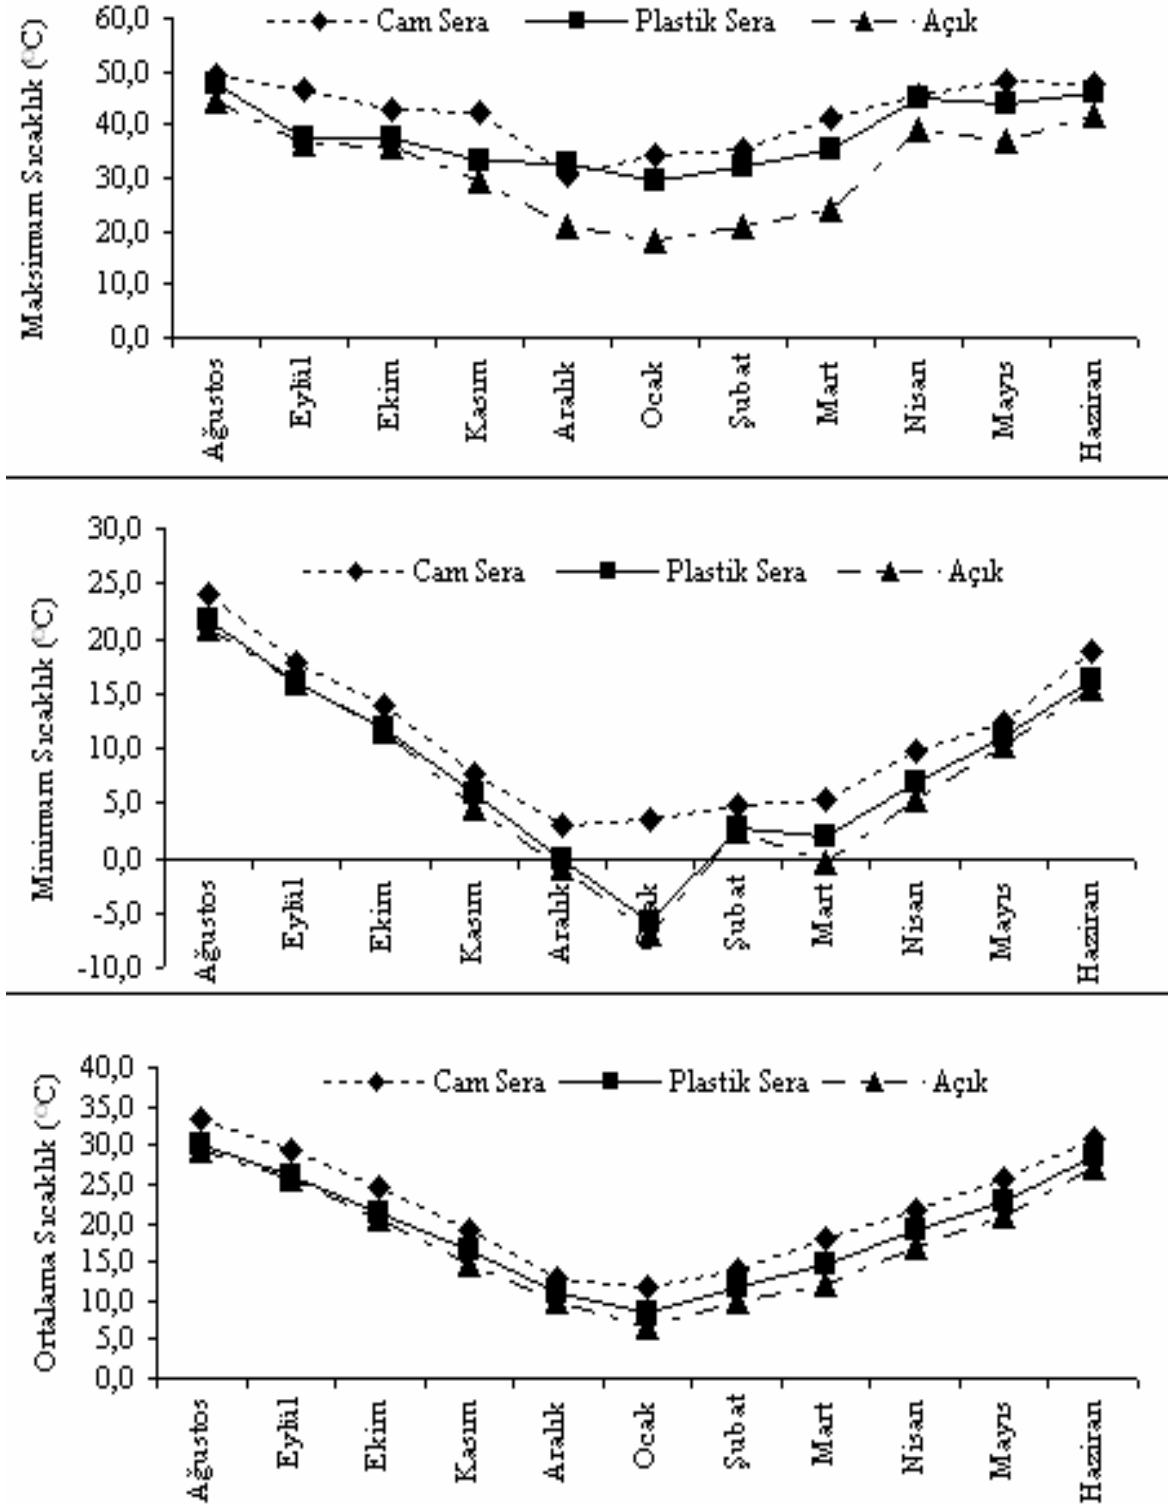 Maksimum Sıcaklık (°C)
60,0
50,0
40,0
30,0
20,0
10,0
0,0
Cam Sera Plastik Sera Açık
Ağustos Eylül Ekim Kasım Aralık Ocak Şubat Mart Nisan Mayıs Haziran
Minimum Sıcaklık (°C)
30,0
25,0
20,0
15,0
10,0
5,0
0,0
-5,0
-10,0
Cam Sera Plastik Sera Açık
Ağustos Eylül Ekim Kasım Aralık Ocak Şubat Mart Nisan Mayıs Haziran
Ortalama Sıcaklık (°C)
40,0
35,0
30,0
25,0
20,0
15,0
10,0
5,0
0,0
Cam Sera Plastik Sera Açık
Ağustos Eylül Ekim Kasım Aralık Ocak Şubat Mart Nisan Mayıs Haziran